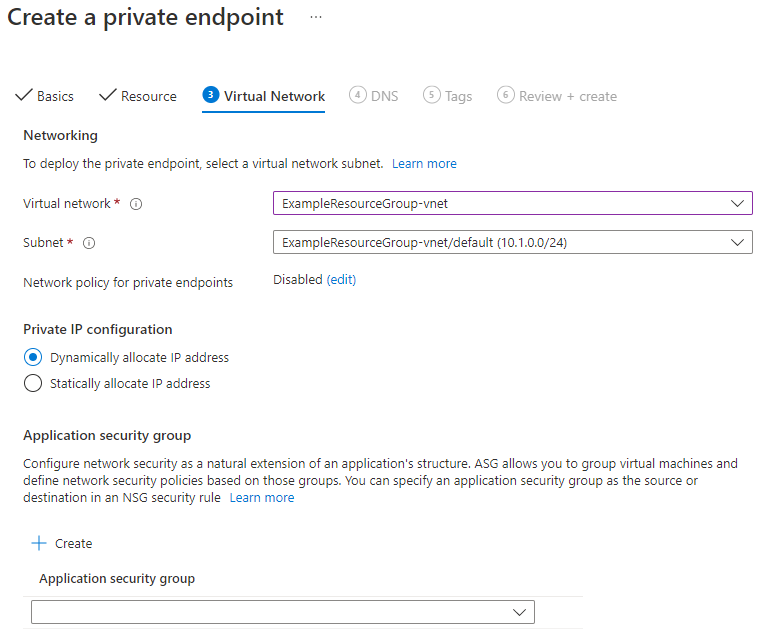 Create a private endpoint ...
Basics Resource 3 Virtual Network 4 DNS 5 Tags 6 Review + create
Networking
To deploy the private endpoint, select a virtual network subnet. Learn more
Virtual network * ExampleResourceGroup-vnet
Subnet * ExampleResourceGroup-vnet/default (10.1.0.0/24)
Network policy for private endpoints Disabled (edit)
Private IP configuration
Dynamically allocate IP address
Statically allocate IP address
Application security group
Configure network security as a natural extension of an application's structure. ASG allows you to group virtual machines and
define network security policies based on those groups. You can specify an application security group as the source or
destination in an NSG security rule Learn more
+ Create
Application security group